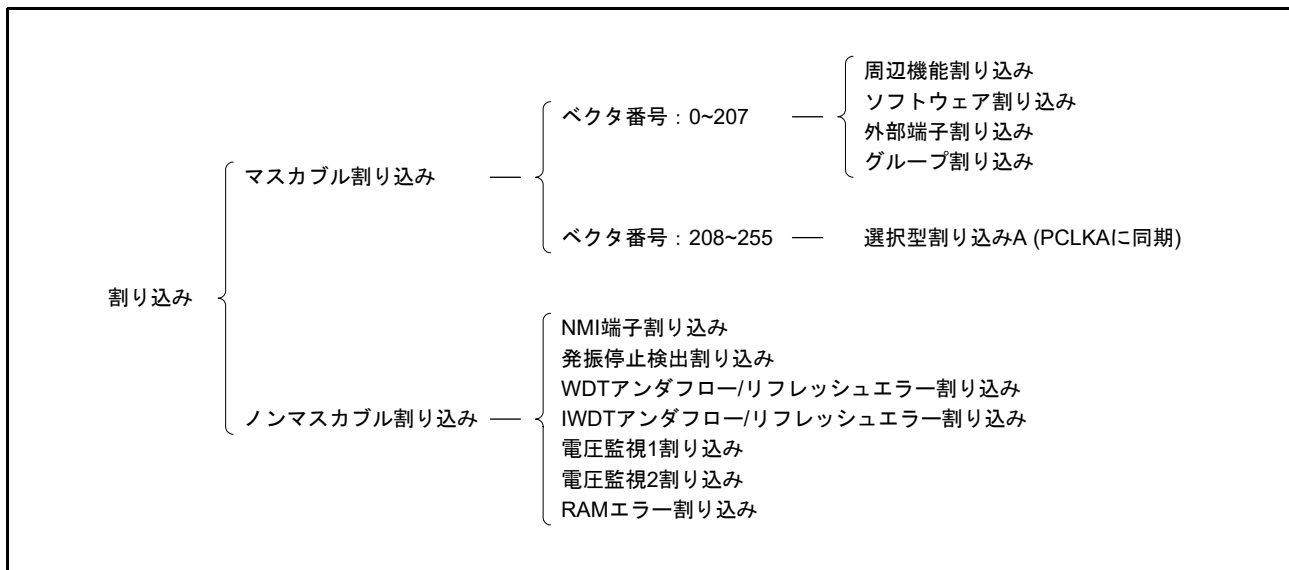 割り込み
マスカブル割り込み
ベクタ番号：0~207
周辺機能割り込み
ソフトウェア割り込み
外部端子割り込み
グループ割り込み
ベクタ番号：208~255
選択型割り込みA (PCLKAに同期)
ノンマスカブル割り込み
NMI端子割り込み
発振停止検出割り込み
WDTアンダフロー/リフレッシュエラー割り込み
IWDTアンダフロー/リフレッシュエラー割り込み
電圧監視1割り込み
電圧監視2割り込み
RAMエラー割り込み